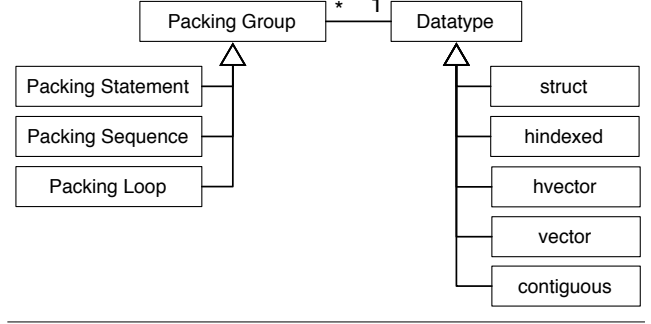 Packing Group * 1 Datatype
Packing Statement struct
Packing Sequence hindexed
Packing Loop hvector
vector
contiguous